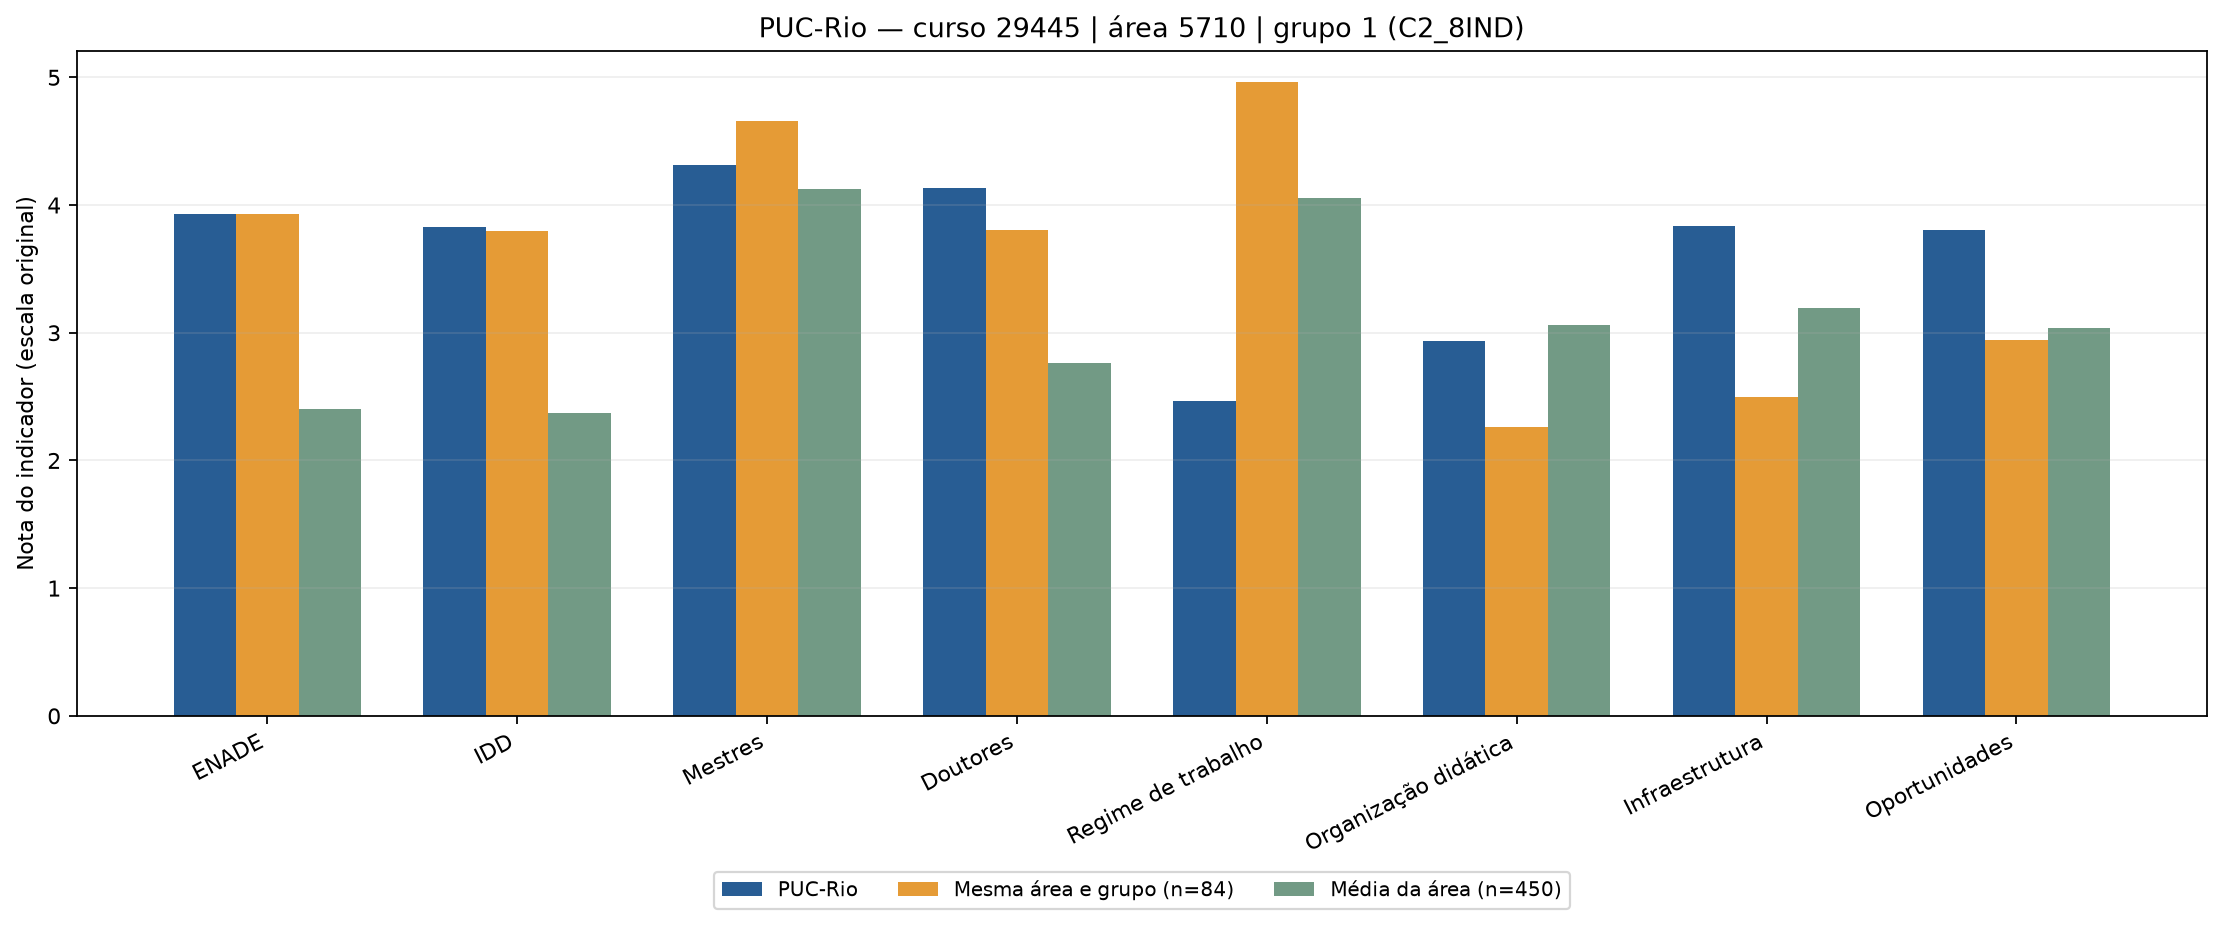 PUC-Rio — curso 29445 | área 5710 | grupo 1 (C2_8IND)
Nota do indicador (escala original)
5
4
3
2
1
0
ENADE
IDD
Mestres
Doutores
Regime de trabalho
Organização didática
Infraestrutura
Oportunidades
PUC-Rio
Mesma área e grupo (n=84)
Média da área (n=450)